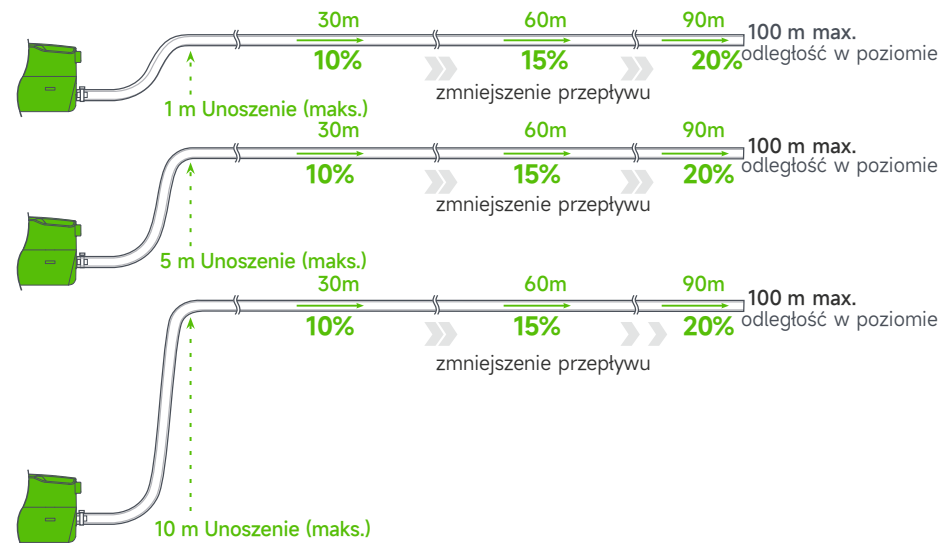 30m 60m 90m
100 m max.
odległość w poziomie
10% 15% 20%
zmniejszenie przepływu
1 m Unoszenie (maks.)
30m 60m 90m
100 m max.
odległość w poziomie
10% 15% 20%
zmniejszenie przepływu
5 m Unoszenie (maks.)
30m 60m 90m
100 m max.
odległość w poziomie
10% 15% 20%
zmniejszenie przepływu
10 m Unoszenie (maks.)